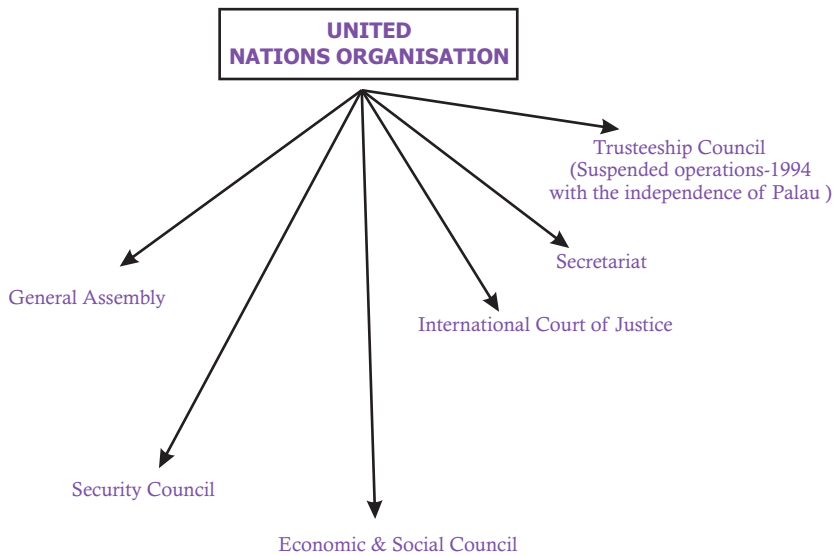 UNITED
NATIONS ORGANISATION
Trusteeship Council
(Suspended operations-1994
with the independence of Palau )
Secretariat
General Assembly
International Court of Justice
Security Council
Economic & Social Council